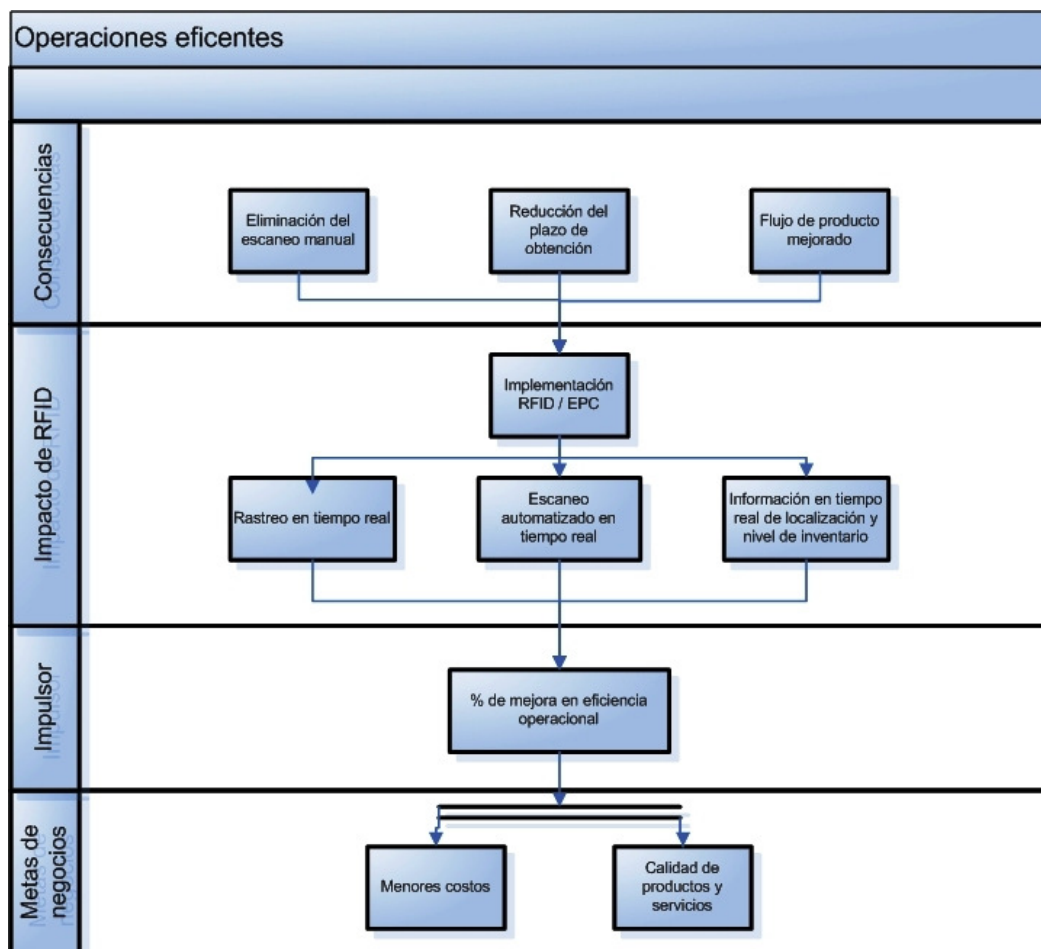 Operaciones eficentes
Consecuencias
Eliminación del
escaneo manual
Reducción del
plazo de
obtención
Flujo de producto
mejorado
Impacto de RFID
Implementación
RFID / EPC
Rastreo en tiempo real
Escaneo
automatizado en
tiempo real
Información en tiempo
real de localización y
nivel de inventario
Impulsor
% de mejora en eficiencia
operacional
Metas de
negocios
Menores costos
Calidad de
productos y
servicios